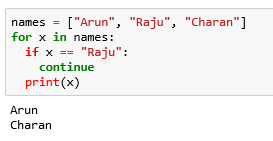 names = ["Arun", "Raju", "Charan"]
for x in names:
  if x == "Raju":
    continue
  print(x)
Arun
Charan